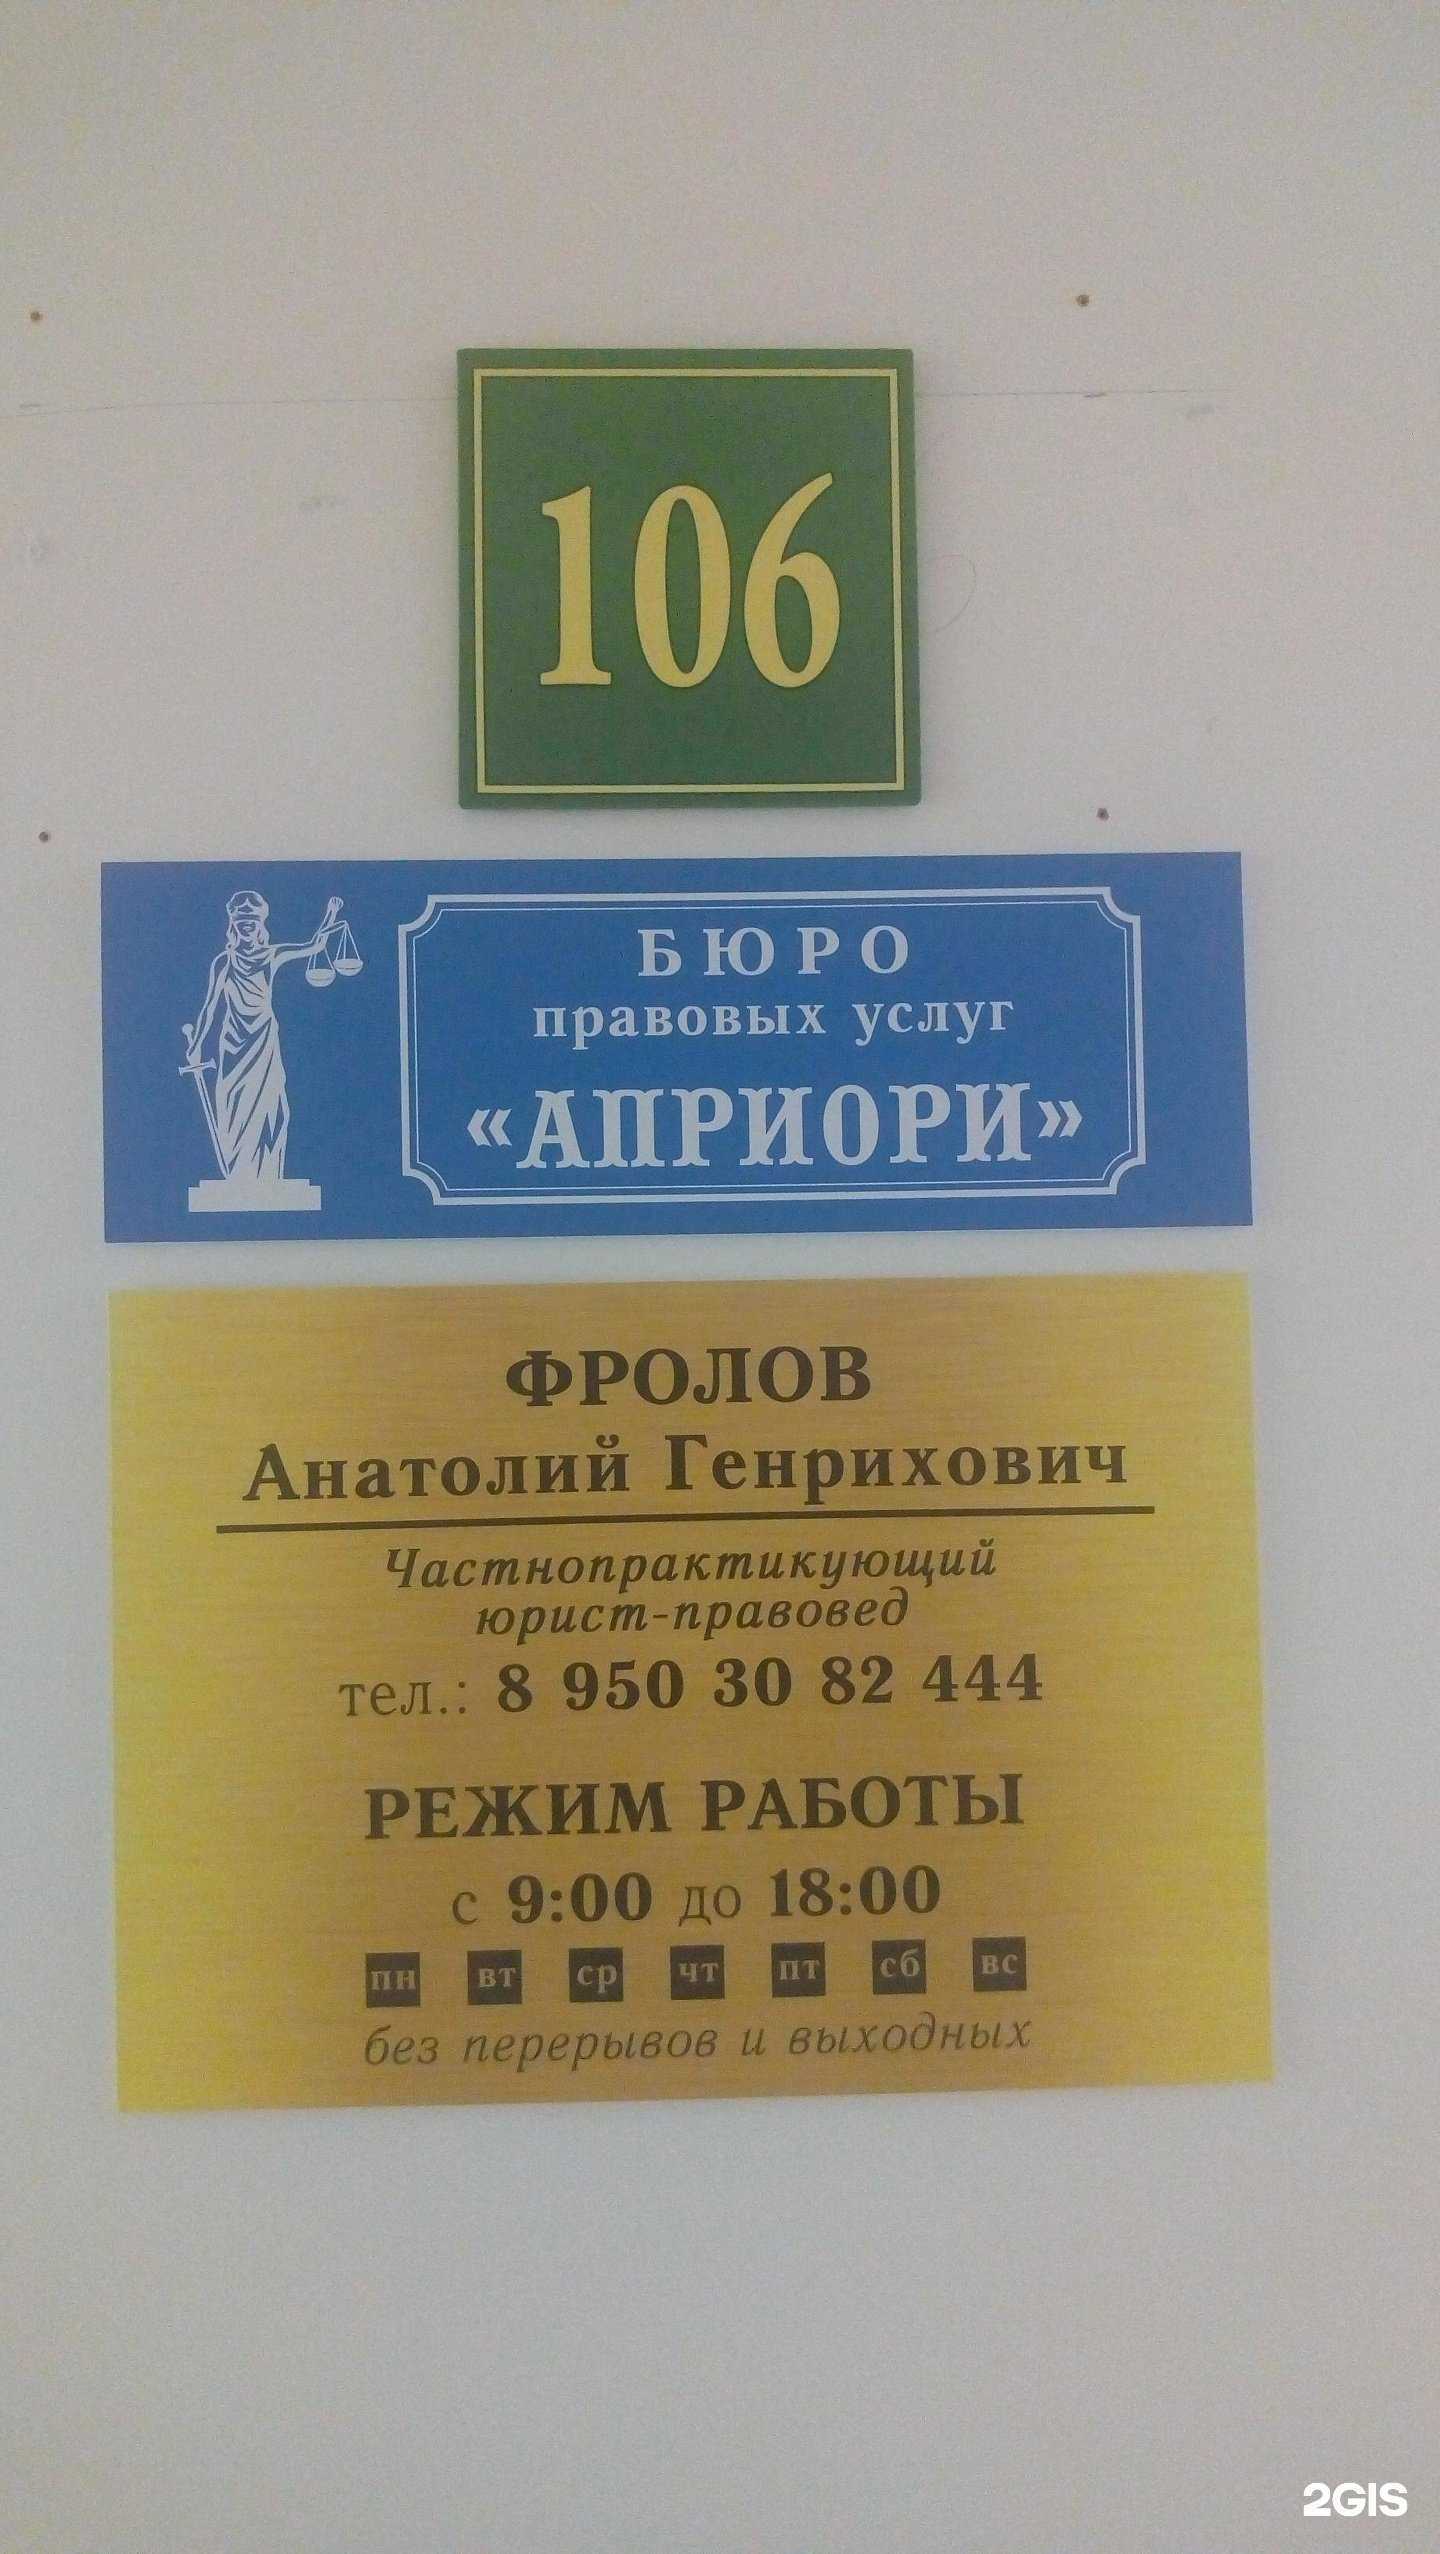 106
БЮРО
правовых услуг
«АПРИОРИ»
ФРОЛОВ
Анатолий Генрихович
Частнопрактикующий
юрист-правовед
тел.: 8 950 30 82 444
РЕЖИМ РАБОТЫ
с 9:00 до 18:00
пн вт ср чт пт сб вс
без перерывов и выходных
2GIS